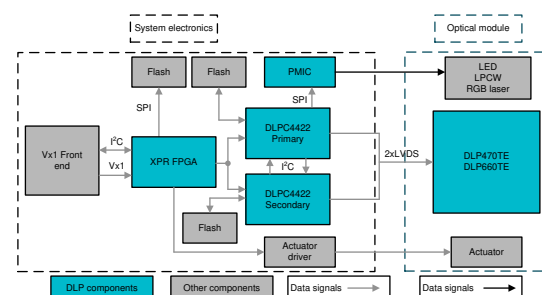 System electronics
Optical module
Flash
Flash
PMIC
LED
LPCW
RGB laser
SPI
SPI
Vx1 Front
end
I²C
Vx1
XPR FPGA
DLPC4422
Primary
I²C
2xLVDS
DLP470TE
DLP660TE
DLPC4422
Secondary
Flash
Actuator
driver
Actuator
DLP components
Other components
Data signals
Data signals